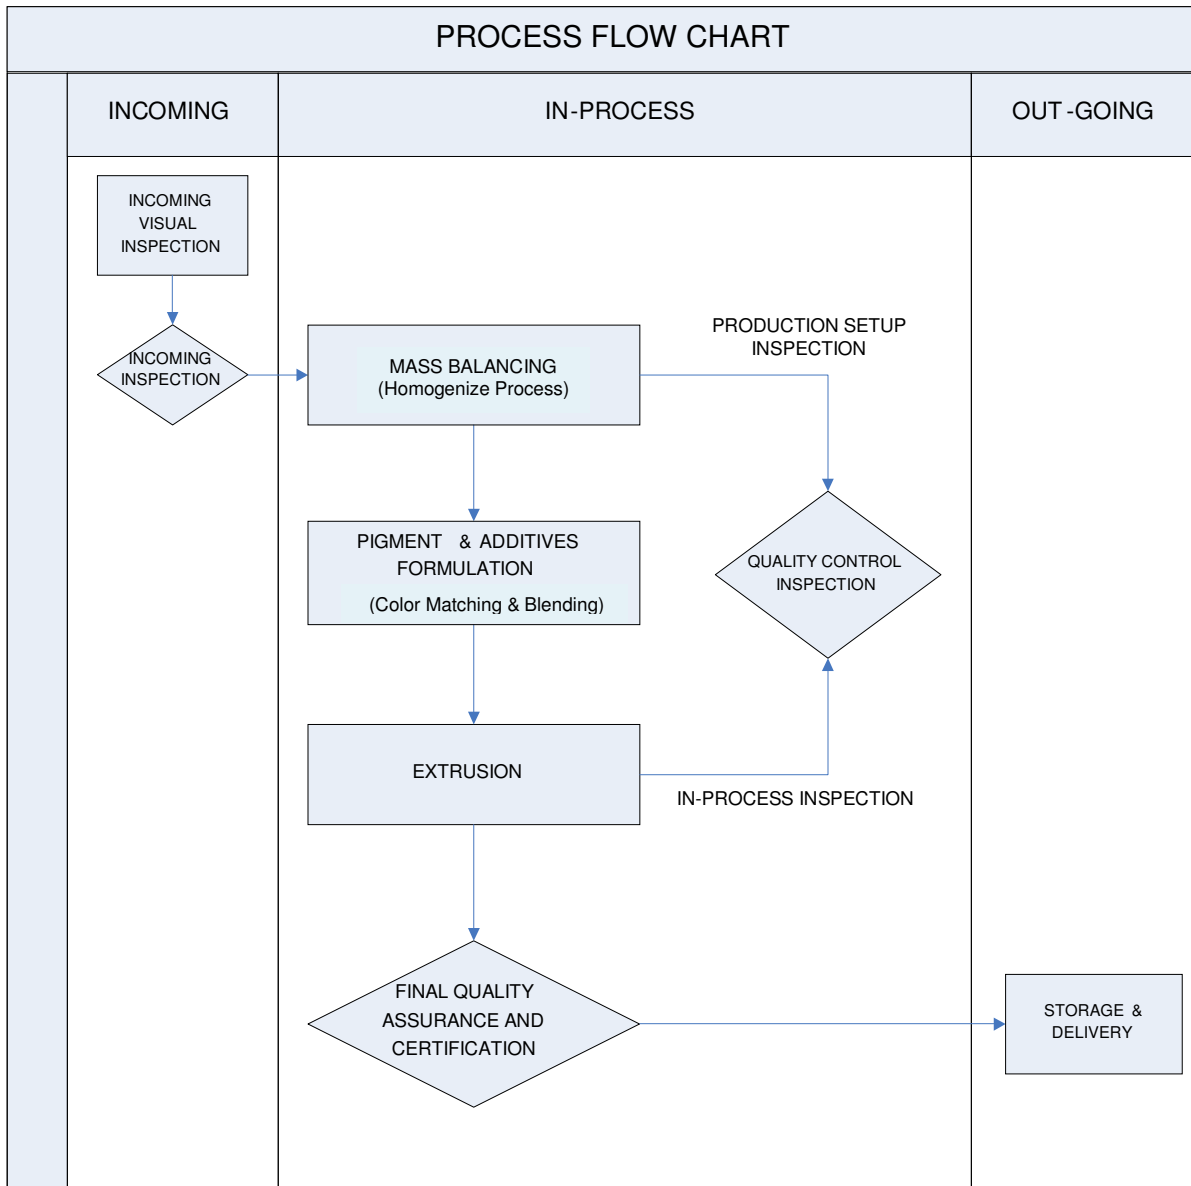 PROCESS FLOW CHART
INCOMING
IN-PROCESS
OUT -GOING
INCOMING
VISUAL
INSPECTION
INCOMING
INSPECTION
MASS BALANCING
(Homogenize Process)
PRODUCTION SETUP
INSPECTION
PIGMENT & ADDITIVES
FORMULATION
(Color Matching & Blending)
QUALITY CONTROL
INSPECTION
EXTRUSION
IN-PROCESS INSPECTION
FINAL QUALITY
ASSURANCE AND
CERTIFICATION
STORAGE &
DELIVERY